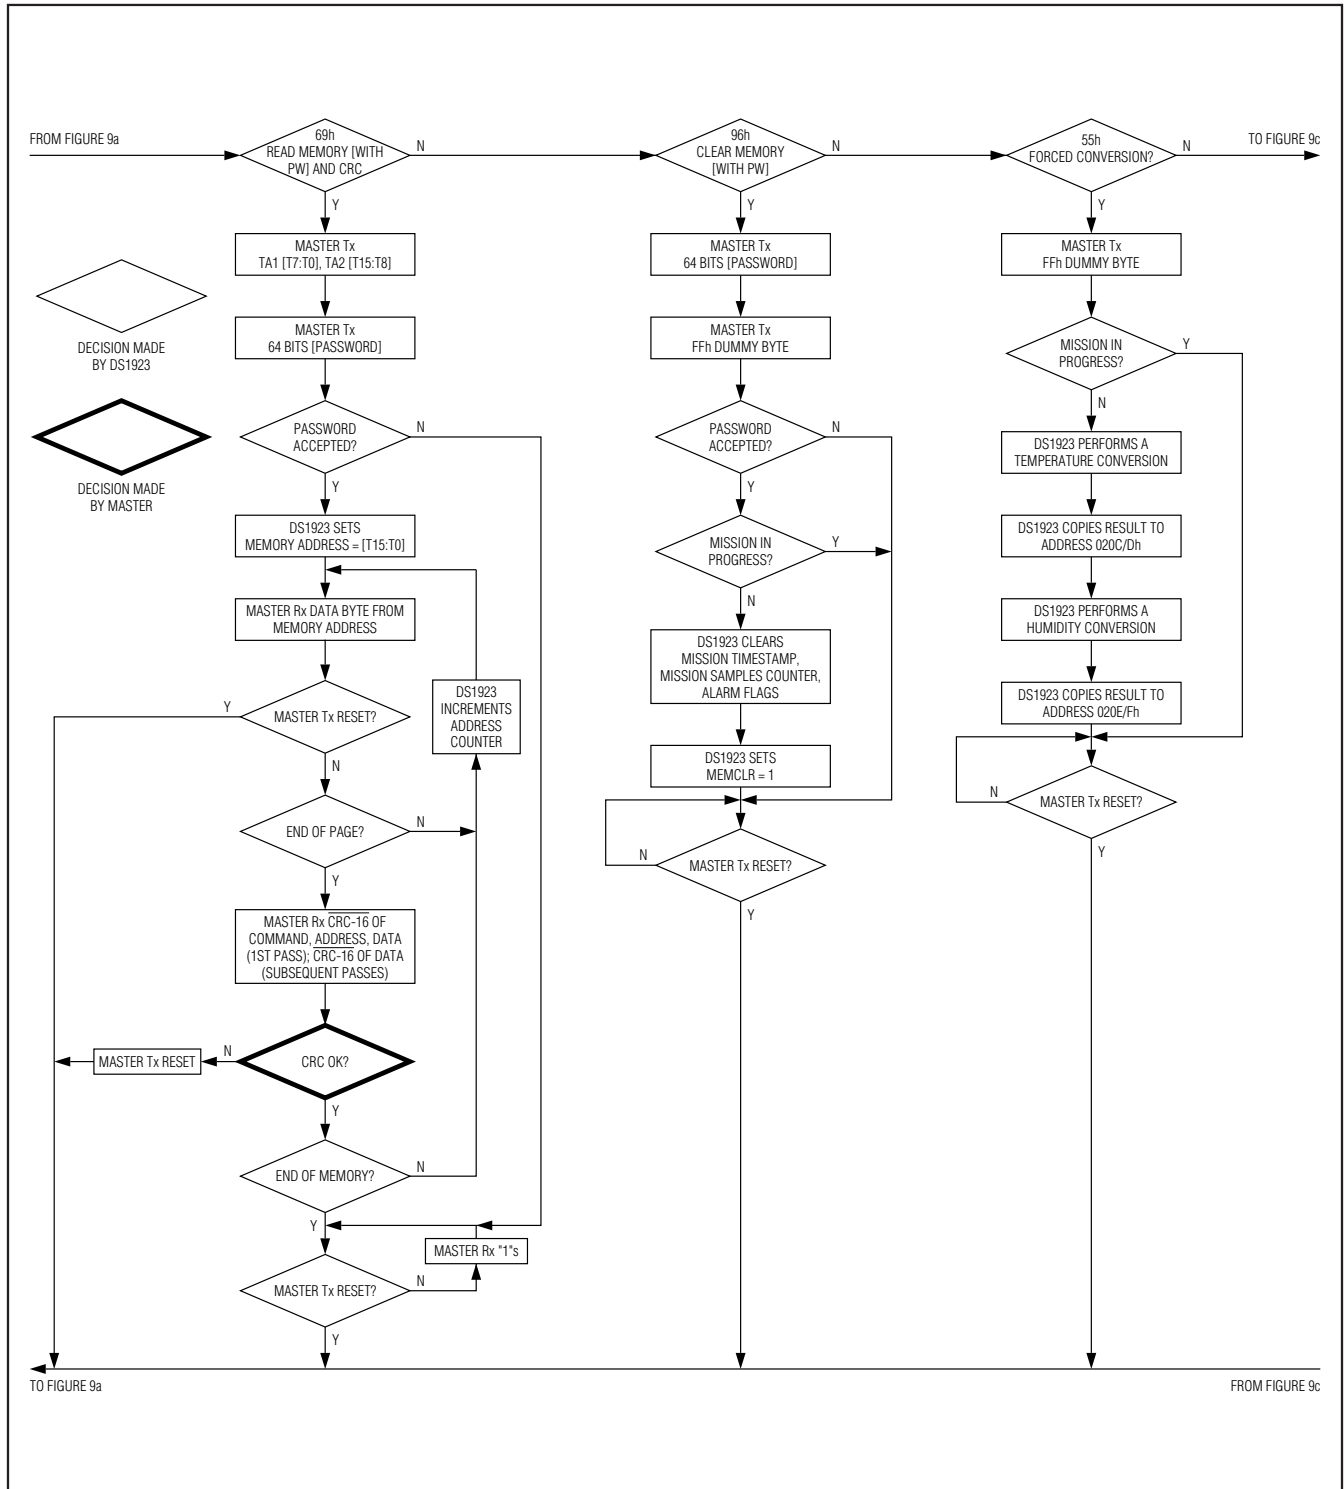 FROM FIGURE 9a
69h
READ MEMORY [WITH
PW] AND CRC
N
Y
MASTER Tx
TA1 [T7:T0], TA2 [T15:T8]
MASTER Tx
64 BITS [PASSWORD]
DECISION MADE
BY DS1923
DECISION MADE
BY MASTER
PASSWORD
ACCEPTED?
N
Y
DS1923 SETS
MEMORY ADDRESS = [T15:T0]
MASTER Rx DATA BYTE FROM
MEMORY ADDRESS
DS1923
INCREMENTS
ADDRESS
COUNTER
Y
MASTER Tx RESET?
N
END OF PAGE?
N
Y
MASTER Rx CRC-16 OF
COMMAND, ADDRESS, DATA
(1ST PASS); CRC-16 OF DATA
(SUBSEQUENT PASSES)
MASTER Tx RESET
N
CRC OK?
Y
END OF MEMORY?
N
Y
MASTER Rx "1"s
MASTER Tx RESET?
N
Y
96h
CLEAR MEMORY
[WITH PW]
N
Y
MASTER Tx
64 BITS [PASSWORD]
MASTER Tx
FFh DUMMY BYTE
PASSWORD
ACCEPTED?
N
Y
MISSION IN
PROGRESS?
Y
N
DS1923 CLEARS
MISSION TIMESTAMP,
MISSION SAMPLES COUNTER,
ALARM FLAGS
DS1923 SETS
MEMCLR = 1
N
MASTER Tx RESET?
Y
55h
FORCED CONVERSION?
N
TO FIGURE 9c
Y
MASTER Tx
FFh DUMMY BYTE
MISSION IN
PROGRESS?
Y
N
DS1923 PERFORMS A
TEMPERATURE CONVERSION
DS1923 COPIES RESULT TO
ADDRESS 020C/Dh
DS1923 PERFORMS A
HUMIDITY CONVERSION
DS1923 COPIES RESULT TO
ADDRESS 020E/Fh
N
MASTER Tx RESET?
Y
TO FIGURE 9a
FROM FIGURE 9c